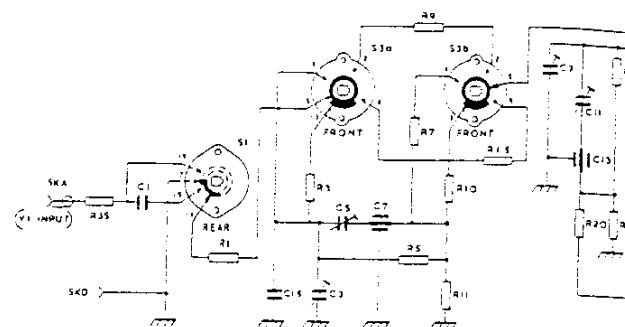 R9
S3a
S3b
C7
C11
R7
FRONT
FRONT
S1
R3
R10
C13
SKA
C1
Y1 INPUT
R35
REAR
C5
C7
R20
R
R1
R5
SKD
C15
C3
R11